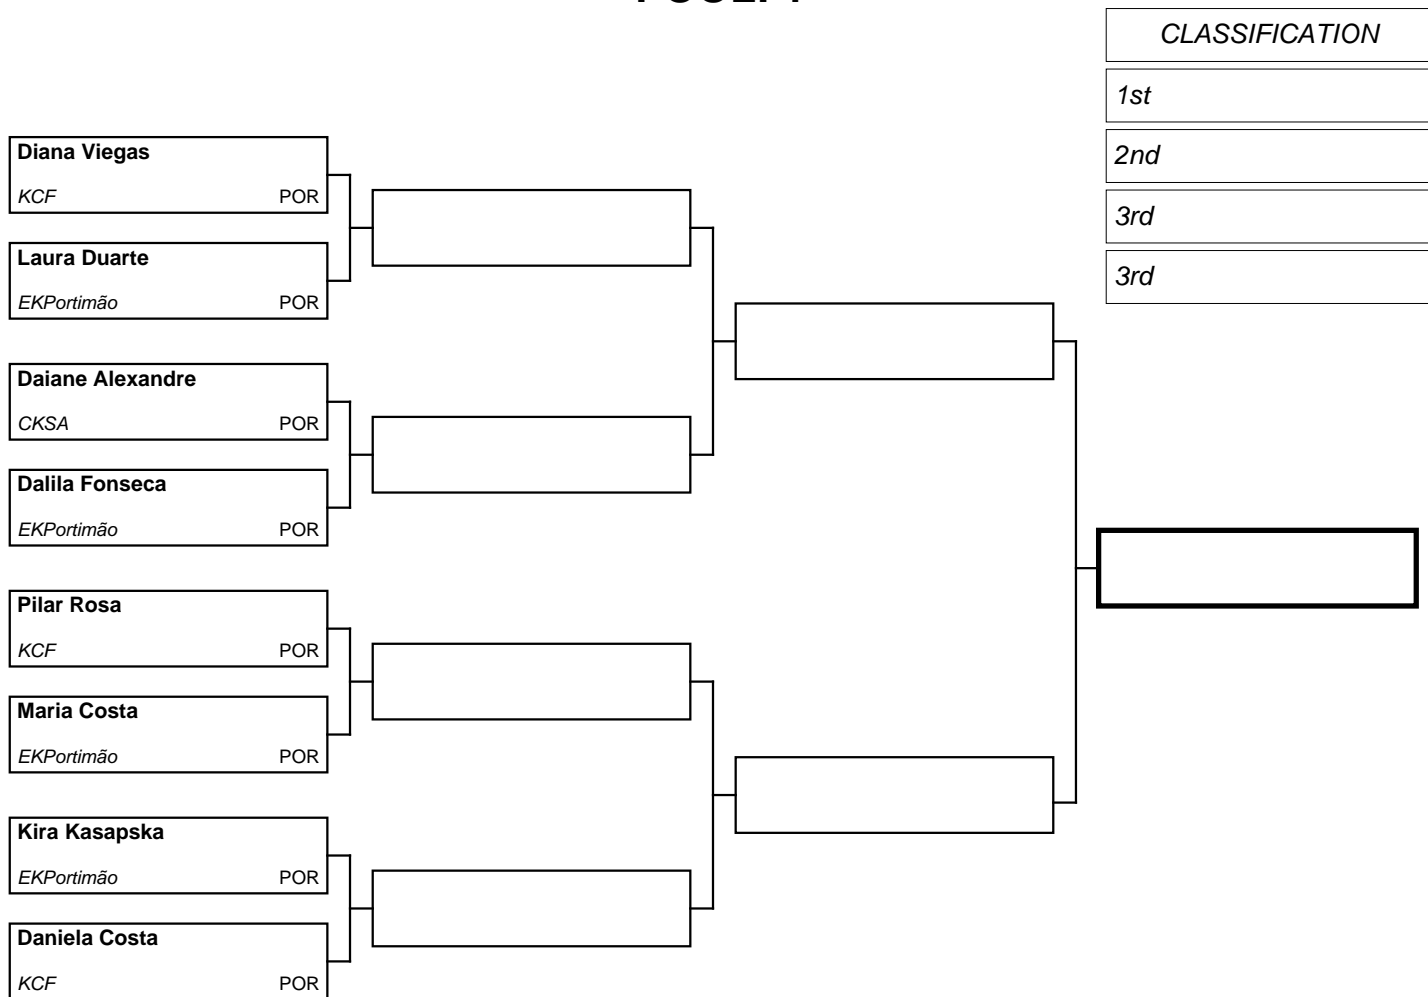 CLASSIFICATION
1st
2nd
3rd
3rd
Diana Viegas
KCF POR
Laura Duarte
EKPortimão POR
Daiane Alexandre
CKSA POR
Dalila Fonseca
EKPortimão POR
Pilar Rosa
KCF POR
Maria Costa
EKPortimão POR
Kira Kasapska
EKPortimão POR
Daniela Costa
KCF POR